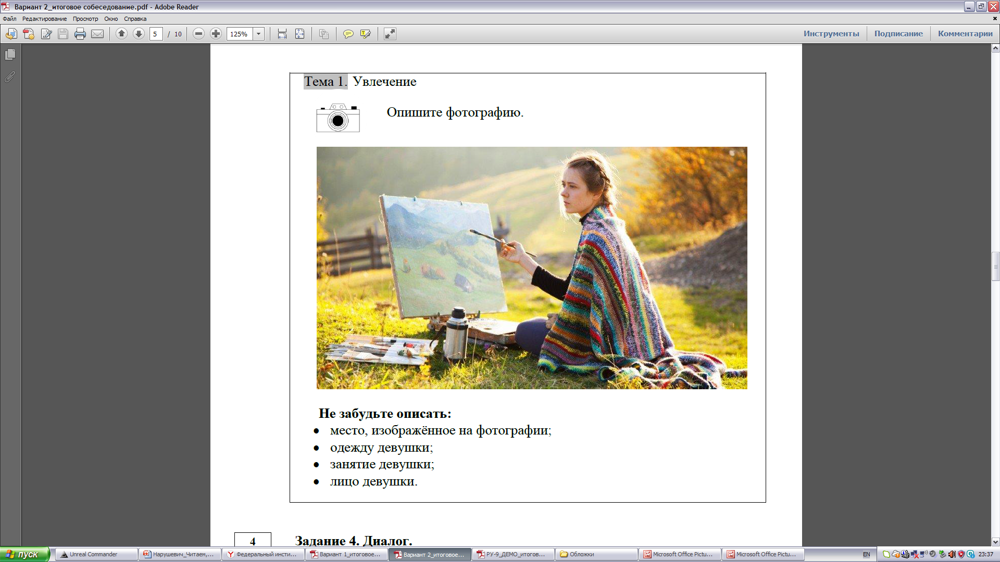 Вариант 2_итоговое собеседование.pdf - Adobe Reader
Файл Редактирование Просмотр Окно Справка
5 / 10 125% Инструменты Подписание Комментарии
Тема 1. Увлечение
Опишите фотографию.
Не забудьте описать:
• место, изображённое на фотографии;
• одежду девушки;
• занятие девушки;
• лицо девушки.
4 Задание 4. Диалог.
пуск Unreal Commander Нарушевич_Читаем,... Федеральный инсти... Вариант 1_итоговое... Вариант 2_итоговое... РУ-9_ДЕМО_итогов... Обложки Microsoft Office Pictu... Microsoft Office Pictu... EN 23:37